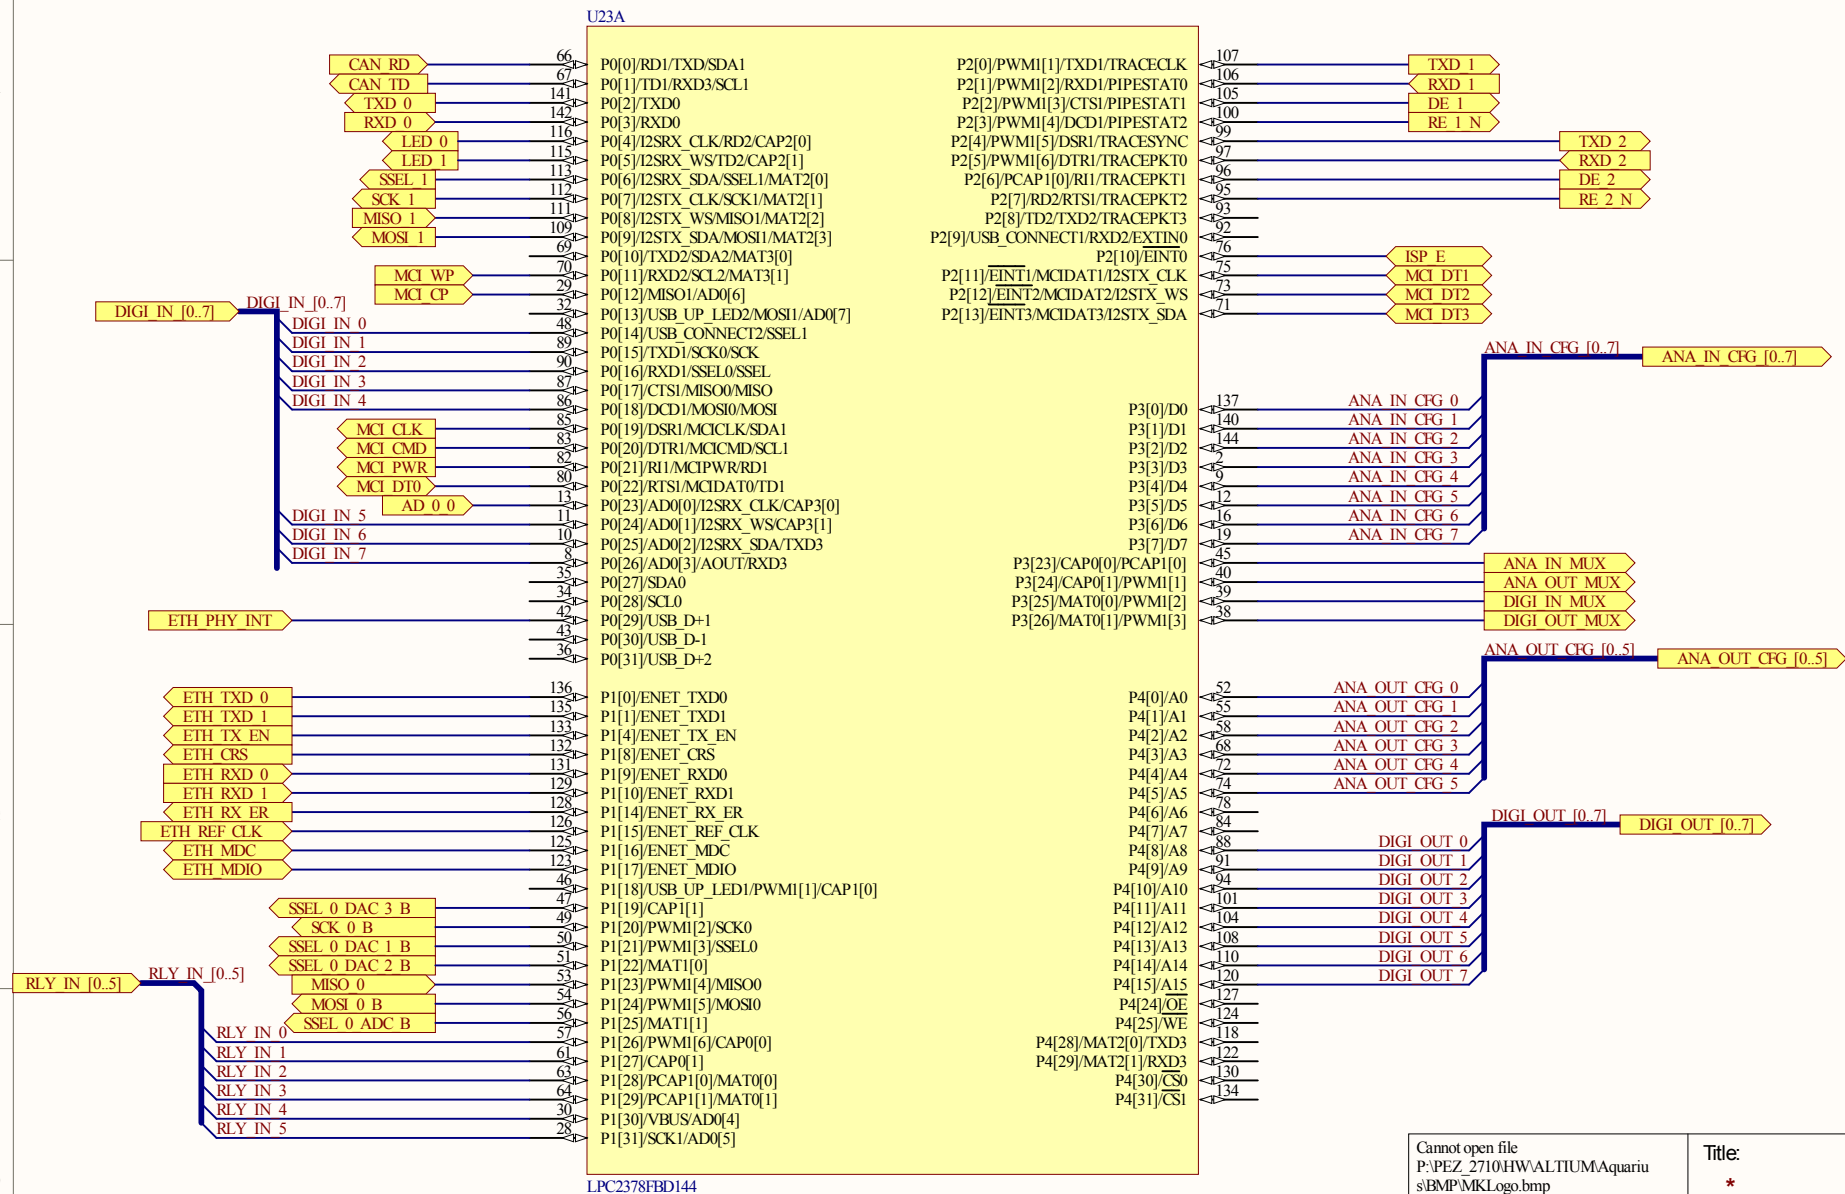 U23A
CAN_RD 66 P0[0]/RD1/TXD/SDA1 P2[0]/PWM1[1]/TXD1/TRACECLK 107 TXD_1
CAN_TD 67 P0[1]/TD1/RXD3/SCL1 P2[1]/PWM1[2]/RXD1/PIPESTAT0 106 RXD_1
TXD_0 141 P0[2]/TXD0 P2[2]/PWM1[3]/CTS1/PIPESTAT1 105 DE_1
RXD_0 142 P0[3]/RXD0 P2[3]/PWM1[4]/DCD1/PIPESTAT2 100 RE_1_N
LED_0 116 P0[4]/I2SRX_CLK/RD2/CAP2[0] P2[4]/PWM1[5]/DSR1/TRACESYNC 99 TXD_2
LED_1 115 P0[5]/I2SRX_WS/TD2/CAP2[1] P2[5]/PWM1[6]/DTR1/TRACEPKT0 97 RXD_2
SSEL_1 113 P0[6]/I2SRX_SDA/SSEL1/MAT2[0] P2[6]/PCAP1[0]/RI1/TRACEPKT1 96 DE_2
SCK_1 112 P0[7]/I2STX_CLK/SCK1/MAT2[1] P2[7]/RD2/RTS1/TRACEPKT2 95 RE_2_N
MISO_1 111 P0[8]/I2STX_WS/MISO1/MAT2[2] P2[8]/TD2/TXD2/TRACEPKT3 93
MOSI_1 109 P0[9]/I2STX_SDA/MOSI1/MAT2[3] P2[9]/USB_CONNECT1/RXD2/EXTIN0 92
69 P0[10]/TXD2/SDA2/MAT3[0] P2[10]/EINT0 76 ISP_E
MCI_WP 70 P0[11]/RXD2/SCL2/MAT3[1] P2[11]/EINT1/MCIDAT1/I2STX_CLK 75 MCI_DT1
MCI_CP 29 P0[12]/MISO1/AD0[6] P2[12]/EINT2/MCIDAT2/I2STX_WS 73 MCI_DT2
DIGI_IN_[0..7] DIGI_IN_[0..7] 32 P0[13]/USB_UP_LED2/MOSI1/AD0[7] P2[13]/EINT3/MCIDAT3/I2STX_SDA 71 MCI_DT3
DIGI_IN_0 48 P0[14]/USB_CONNECT2/SSEL1
DIGI_IN_1 89 P0[15]/TXD1/SCK0/SCK ANA_IN_CFG_[0..7] ANA_IN_CFG_[0..7]
DIGI_IN_2 90 P0[16]/RXD1/SSEL0/SSEL
DIGI_IN_3 87 P0[17]/CTS1/MISO0/MISO
DIGI_IN_4 86 P0[18]/DCD1/MOSI0/MOSI P3[0]/D0 137 ANA_IN_CFG_0
MCI_CLK 85 P0[19]/DSR1/MCICLK/SDA1 P3[1]/D1 140 ANA_IN_CFG_1
MCI_CMD 83 P0[20]/DTR1/MCICMD/SCL1 P3[2]/D2 144 ANA_IN_CFG_2
MCI_PWR 82 P0[21]/RI1/MCIPWR/RD1 P3[3]/D3 2 ANA_IN_CFG_3
MCI_DT0 80 P0[22]/RTS1/MCIDAT0/TD1 P3[4]/D4 9 ANA_IN_CFG_4
AD_0_0 13 P0[23]/AD0[0]/I2SRX_CLK/CAP3[0] P3[5]/D5 12 ANA_IN_CFG_5
DIGI_IN_5 11 P0[24]/AD0[1]/I2SRX_WS/CAP3[1] P3[6]/D6 16 ANA_IN_CFG_6
DIGI_IN_6 10 P0[25]/AD0[2]/I2SRX_SDA/TXD3 P3[7]/D7 19 ANA_IN_CFG_7
DIGI_IN_7 8 P0[26]/AD0[3]/AOUT/RXD3 P3[23]/CAP0[0]/PCAP1[0] 45 ANA_IN_MUX
35 P0[27]/SDA0 P3[24]/CAP0[1]/PWM1[1] 40 ANA_OUT_MUX
34 P0[28]/SCL0 P3[25]/MAT0[0]/PWM1[2] 39 DIGI_IN_MUX
ETH_PHY_INT 42 P0[29]/USB_D+1 P3[26]/MAT0[1]/PWM1[3] 38 DIGI_OUT_MUX
43 P0[30]/USB_D-1
36 P0[31]/USB_D+2 ANA_OUT_CFG_[0..5] ANA_OUT_CFG_[0..5]
ETH_TXD_0 136 P1[0]/ENET_TXD0 P4[0]/A0 52 ANA_OUT_CFG_0
ETH_TXD_1 135 P1[1]/ENET_TXD1 P4[1]/A1 55 ANA_OUT_CFG_1
ETH_TX_EN 133 P1[4]/ENET_TX_EN P4[2]/A2 58 ANA_OUT_CFG_2
ETH_CRS 132 P1[8]/ENET_CRS P4[3]/A3 68 ANA_OUT_CFG_3
ETH_RXD_0 131 P1[9]/ENET_RXD0 P4[4]/A4 72 ANA_OUT_CFG_4
ETH_RXD_1 129 P1[10]/ENET_RXD1 P4[5]/A5 74 ANA_OUT_CFG_5
ETH_RX_ER 128 P1[14]/ENET_RX_ER P4[6]/A6 78
ETH_REF_CLK 126 P1[15]/ENET_REF_CLK P4[7]/A7 84 DIGI_OUT_[0..7] DIGI_OUT_[0..7]
ETH_MDC 125 P1[16]/ENET_MDC P4[8]/A8 88 DIGI_OUT_0
ETH_MDIO 123 P1[17]/ENET_MDIO P4[9]/A9 91 DIGI_OUT_1
46 P1[18]/USB_UP_LED1/PWM1[1]/CAP1[0] P4[10]/A10 94 DIGI_OUT_2
SSEL_0_DAC_3_B 47 P1[19]/CAP1[1] P4[11]/A11 101 DIGI_OUT_3
SCK_0_B 49 P1[20]/PWM1[2]/SCK0 P4[12]/A12 104 DIGI_OUT_4
SSEL_0_DAC_1_B 50 P1[21]/PWM1[3]/SSEL0 P4[13]/A13 108 DIGI_OUT_5
SSEL_0_DAC_2_B 51 P1[22]/MAT1[0] P4[14]/A14 110 DIGI_OUT_6
RLY_IN_[0..5] RLY_IN_[0..5] MISO_0 53 P1[23]/PWM1[4]/MISO0 P4[15]/A15 120 DIGI_OUT_7
MOSI_0_B 54 P1[24]/PWM1[5]/MOSI0 P4[24]/OE 127
SSEL_0_ADC_B 56 P1[25]/MAT1[1] P4[25]/WE 124
RLY_IN_0 57 P1[26]/PWM1[6]/CAP0[0] P4[28]/MAT2[0]/TXD3 118
RLY_IN_1 61 P1[27]/CAP0[1] P4[29]/MAT2[1]/RXD3 122
RLY_IN_2 63 P1[28]/PCAP1[0]/MAT0[0] P4[30]/CS0 130
RLY_IN_3 64 P1[29]/PCAP1[1]/MAT0[1] P4[31]/CS1 134
RLY_IN_4 30 P1[30]/VBUS/AD0[4]
RLY_IN_5 28 P1[31]/SCK1/AD0[5]
LPC2378FBD144
Cannot open file
P:\PEZ_2710\HW\ALTIUM\Aquariu
s\BMP\MKLogo.bmp
Title:
*